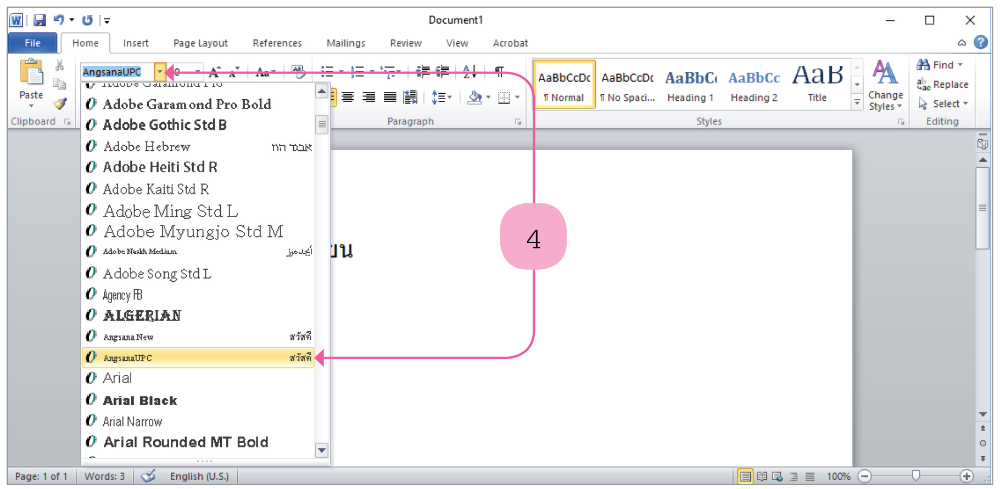 Document1
File Home Insert Page Layout References Mailings Review View Acrobat
AngsanaUPC
Paste
Clipboard
Paragraph
AaBbCcDc AaBbCcDc AaBbC AaBbCc AaB
¶ Normal ¶ No Spaci... Heading 1 Heading 2 Title
Styles
Change
Styles
Find
Replace
Select
Editing
Adobe Garamond Pro
Adobe Garamond Pro Bold
Adobe Gothic Std B
Adobe Hebrew אבגד הוז
Adobe Heiti Std R
Adobe Kaiti Std R
Adobe Ming Std L
Adobe Myungjo Std M
Adobe Naskh Medium أبجد هوز
Adobe Song Std L
Agency FB
ALGERIAN
Angsana New สวัสดี
AngsanaUPC สวัสดี
Arial
Arial Black
Arial Narrow
Arial Rounded MT Bold
4
Page: 1 of 1 Words: 3 English (U.S.) 100%